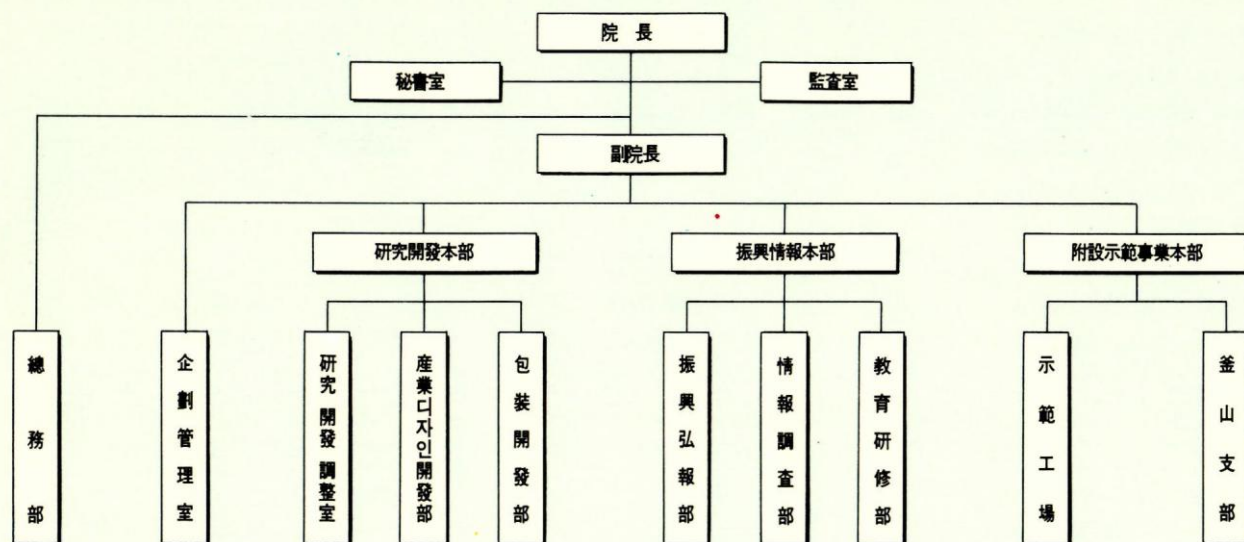 院 長
秘書室
監査室
副院長
研究開發本部
振興情報本部
附設示範事業本部
總務部
企劃管理室
研究開發調整室
産業디자인開發部
包裝開發部
振興弘報部
情報調査部
教育研修部
示範工場
釜山支部